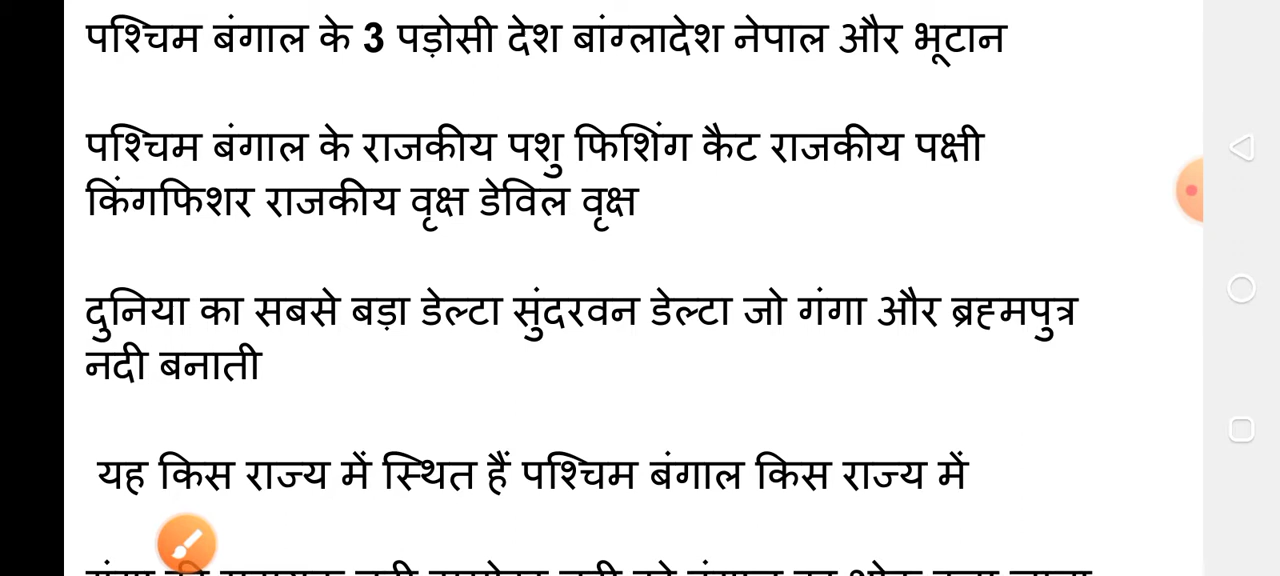 पश्चिम बंगाल के 3 पड़ोसी देश बांग्लादेश नेपाल और भूटान
पश्चिम बंगाल के राजकीय पशु फिशिंग कैट राजकीय पक्षी
किंगफिशर राजकीय वृक्ष डेविल वृक्ष
दुनिया का सबसे बड़ा डेल्टा सुंदरवन डेल्टा जो गंगा और ब्रह्मपुत्र
नदी बनाती
यह किस राज्य में स्थित हैं पश्चिम बंगाल किस राज्य में